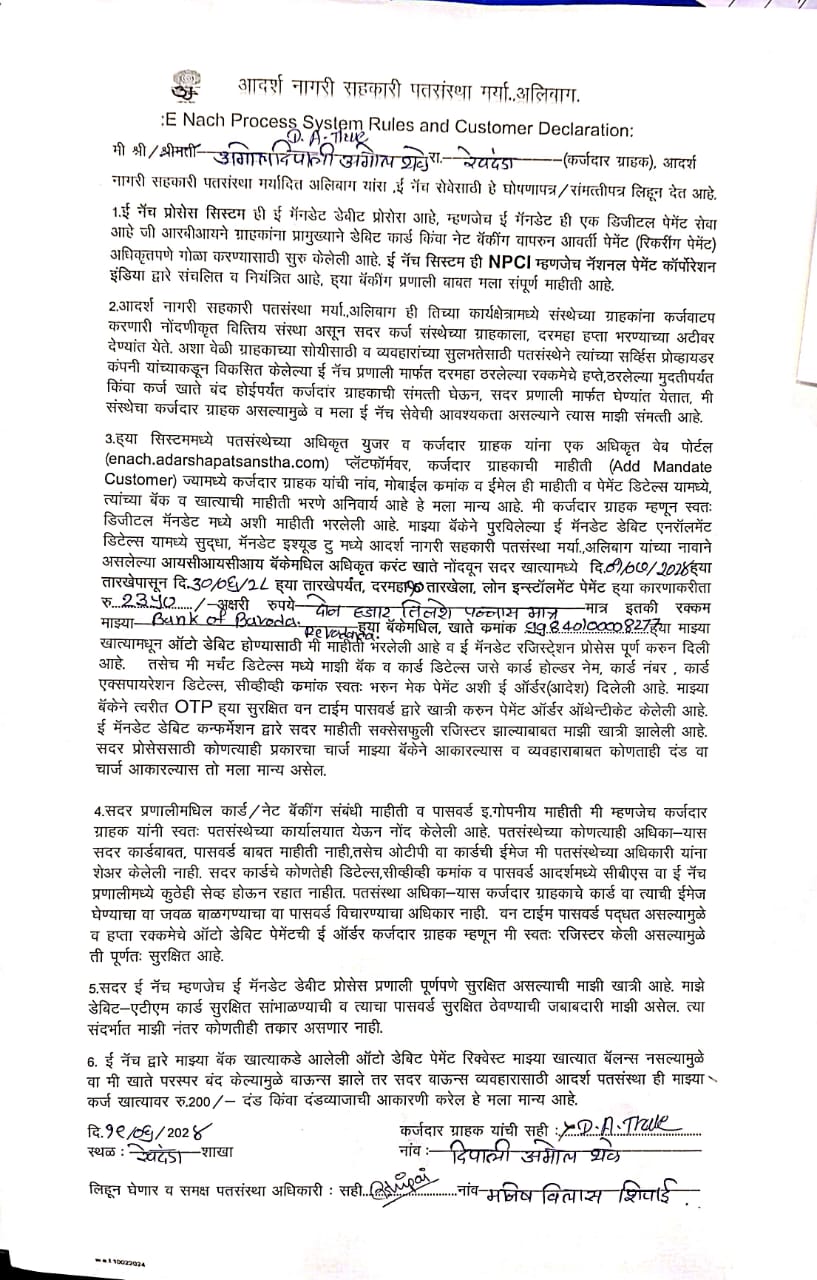 आदर्श नागरी सहकारी पतसंस्था मर्या.,अलिबाग.
:E Nach Process System Rules and Customer Declaration:
D. A. Thale
मी श्री/श्रीमती दिपाली अमोल थळे रा. रेवदंडा (कर्जदार ग्राहक), आदर्श
नागरी सहकारी पतसंस्था मर्यादित अलिबाग यांस ,ई नॅच सेवेसाठी हे घोषणापत्र/संमत्तीपत्र लिहून देत आहे.
1.ई नॅच प्रोसेस सिस्टम ही ई मॅनडेट डेबीट प्रोसेस आहे, म्हणजेच ई मॅनडेट ही एक डिजिटल पेमेंट सेवा
आहे जी आरबीआयने ग्राहकांना प्रामुख्याने डेबिट कार्ड किंवा नेट बँकींग वापरुन आवर्ती पेमेंट (रिकरींग पेमेंट)
अधिकृतपणे गोळा करण्यासाठी सुरु केलेली आहे. ई नॅच सिस्टम ही NPCI म्हणजेच नॅशनल पेमेंट कॉर्पोरेशन
इंडिया द्वारे संचलित व नियंत्रित आहे, ह्या बॅकींग प्रणाली बाबत मला संपूर्ण माहीती आहे.
2.आदर्श नागरी सहकारी पतसंस्था मर्या.,अलिबाग ही तिच्या कार्यक्षेत्रामध्ये संस्थेच्या ग्राहकांना कर्जवाटप
करणारी नोंदणीकृत वित्तिय संस्था असून सदर कर्ज संस्थेच्या ग्राहकाला, दरमहा हप्ता भरण्याच्या अटीवर
देण्यांत येते. अशा वेळी ग्राहकाच्या सोयीसाठी व व्यवहारांच्या सुलभतेसाठी पतसंस्थेने त्यांच्या सर्व्हिस प्रोव्हायडर
कंपनी यांच्याकडून विकसित केलेल्या ई नॅच प्रणाली मार्फत दरमहा ठरलेल्या रक्कमेचे हप्ते,ठरलेल्या मुदतीपर्यंत
किंवा कर्ज खाते बंद होईपर्यंत कर्जदार ग्राहकाची संमत्ती घेऊन, सदर प्रणाली मार्फत घेण्यांत येतात, मी
संस्थेचा कर्जदार ग्राहक असल्यामुळे व मला ई नॅच सेवेची आवश्यकता असल्याने त्यास माझी संमत्ती आहे.
3.ह्या सिस्टममध्ये पतसंस्थेच्या अधिकृत युजर व कर्जदार ग्राहक यांना एक अधिकृत वेब पोर्टल
(enach.adarshapatsanstha.com) प्लॅटफॉर्मवर, कर्जदार ग्राहकाची माहीती (Add Mandate
Customer) ज्यामध्ये कर्जदार ग्राहक यांची नांव, मोबाईल कमांक व ईमेल ही माहीती व पेमेंट डिटेल्स यामध्ये,
त्यांच्या बॅक व खात्याची माहीती भरणे अनिवार्य आहे हे मला मान्य आहे. मी कर्जदार ग्राहक म्हणून स्वतः
डिजीटल मॅनडेट मध्ये अशी माहीती भरलेली आहे. माझ्या बॅकेने पुरविलेल्या ई मॅनडेट डेबिट एनरॉलमेंट
डिटेल्स यामध्ये सुद्धा, मॅनडेट इश्यूड टु मध्ये आदर्श नागरी सहकारी पतसंस्था मर्या.,अलिबाग यांच्या नावाने
असलेल्या आयसीआयसीआय बॅकेमधिल अधिकृत करंट खाते नोंदवून सदर खात्यामध्ये दि.०१/०७/२०२४ह्या
तारखेपासून दि.३०/०६/२८ ह्या तारखेपर्यंत, दरमहा१० तारखेला, लोन इन्स्टॉलमेंट पेमेंट ह्या कारणाकरीता
रु.2350/-अक्षरी रुपये दोन हजार तिनशे पन्नास मात्र मात्र इतकी रक्कम
माझ्या Bank of Baroda. Revdanda. ह्या बॅकेमधिल, खाते कमांक 99840100008277ह्या माझ्या
खात्यामधून ऑटो डेबिट होण्यासाठी मी माहीती भरलेली आहे व ई मॅनडेट रजिस्ट्रेशन प्रोसेस पूर्ण करुन दिली
आहे. तसेच मी मर्चंट डिटेल्स मध्ये माझी बॅक व कार्ड डिटेल्स जसे कार्ड होल्डर नेम, कार्ड नंबर , कार्ड
एक्सपायरेशन डिटेल्स, सीव्हीव्ही कमांक स्वतः भरुन मेक पेमेंट अशी ई ऑर्डर(आदेश) दिलेली आहे. माझ्या
बॅकेने त्वरीत OTP ह्या सुरक्षित वन टाईम पासवर्ड द्वारे खात्री करुन पेमेंट ऑर्डर ऑथेन्टीकेट केलेली आहे.
ई मॅनडेट डेबिट कन्फर्मेशन द्वारे सदर माहीती सक्सेसफुली रजिस्टर झाल्याबाबत माझी खात्री झालेली आहे.
सदर प्रोसेससाठी कोणत्याही प्रकारचा चार्ज माझ्या बॅकेने आकारल्यास व व्यवहाराबाबत कोणताही दंड वा
चार्ज आकारल्यास तो मला मान्य असेल.
4.सदर प्रणालीमधिल कार्ड/नेट बॅकींग संबंधी माहीती व पासवर्ड इ.गोपनीय माहीती मी म्हणजेच कर्जदार
ग्राहक यांनी स्वतः पतसंस्थेच्या कार्यालयात येऊन नोंद केलेली आहे. पतसंस्थेच्या कोणत्याही अधिका–यास
सदर कार्डबाबत, पासवर्ड बाबत माहीती नाही,तसेच ओटीपी वा कार्डची ईमेज मी पतसंस्थेच्या अधिकारी यांना
शेअर केलेली नाही. सदर कार्डचे कोणतेही डिटेल्स,सीव्हीव्ही कमांक व पासवर्ड आदर्शमध्ये सीबीएस वा ई नॅच
प्रणालीमध्ये कुठेही सेव्ह होऊन रहात नाहीत. पतसंस्था अधिका–यास कर्जदार ग्राहकाचे कार्ड वा त्याची ईमेज
घेण्याचा वा जवळ बाळगण्याचा वा पासवर्ड विचारण्याचा अधिकार नाही. वन टाईम पासवर्ड पद्धत असल्यामुळे
व हप्ता रक्कमेचे ऑटो डेबिट पेमेंटची ई ऑर्डर कर्जदार ग्राहक म्हणून मी स्वतः रजिस्टर केली असल्यामुळे
ती पूर्णतः सुरक्षित आहे.
5.सदर ई नॅच म्हणजेच ई मॅनडेट डेबीट प्रोसेस प्रणाली पूर्णपणे सुरक्षित असल्याची माझी खात्री आहे. माझे
डेबिट–एटीएम कार्ड सुरक्षित सांभाळण्याची व त्याचा पासवर्ड सुरक्षित ठेवण्याची जबाबदारी माझी असेल. त्या
संदर्भात माझी नंतर कोणतीही तकार असणार नाही.
6. ई नॅच द्वारे माझ्या बॅक खात्याकडे आलेली ऑटो डेबिट पेमेंट रिक्वेस्ट माझ्या खात्यात बॅलन्स नसल्यामुळे
वा मी खाते परस्पर बंद केल्यामुळे बाऊन्स झाले तर सदर बाऊन्स व्यवहारासाठी आदर्श पतसंस्था ही माझ्या
कर्ज खात्यावर रु.200/– दंड किंवा दंडव्याजाची आकारणी करेल हे मला मान्य आहे.
दि.१९/०६/202४ कर्जदार ग्राहक यांची सही : D. A. Thale
स्थळ : रेवदंडा शाखा नांव : दिपाली अमोल थळे
लिहून घेणार व समक्ष पतसंस्था अधिकारी : सही नांव मनिष विलास शिपाई.